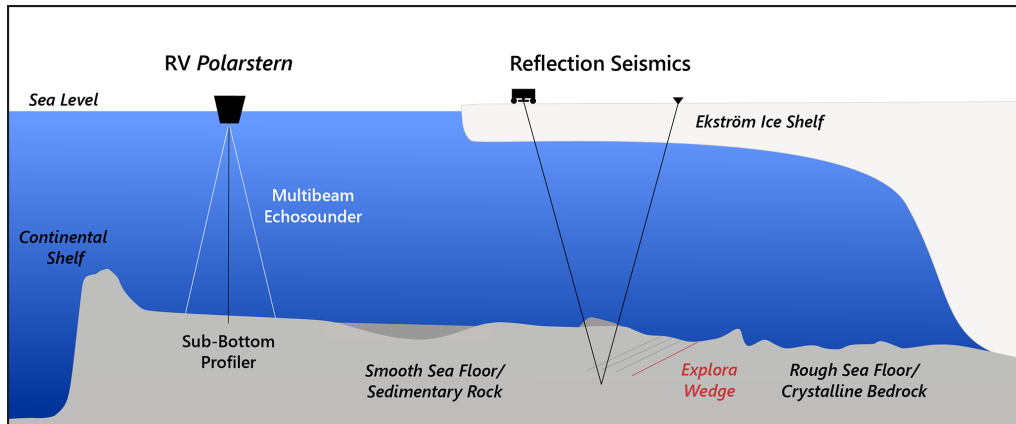 RV Polarstern
Reflection Seismics
Sea Level
Ekström Ice Shelf
Multibeam
Echosounder
Continental
Shelf
Sub-Bottom
Profiler
Smooth Sea Floor/
Sedimentary Rock
Explora
Wedge
Rough Sea Floor/
Crystalline Bedrock